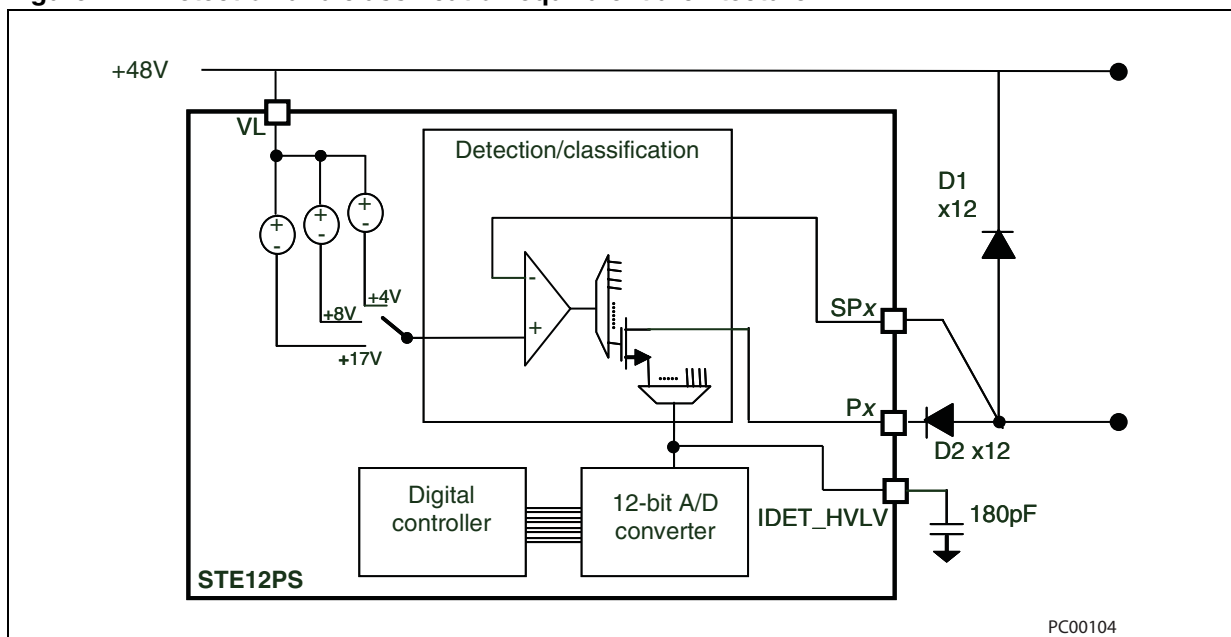 +48V
VL
Detection/classification
D1
x12
+
-
+
-
+
-
-
+
+4V
+8V
+17V
SPx
Px
D2 x12
Digital
controller
12-bit A/D
converter
IDET_HVLV
180pF
STE12PS
PC00104